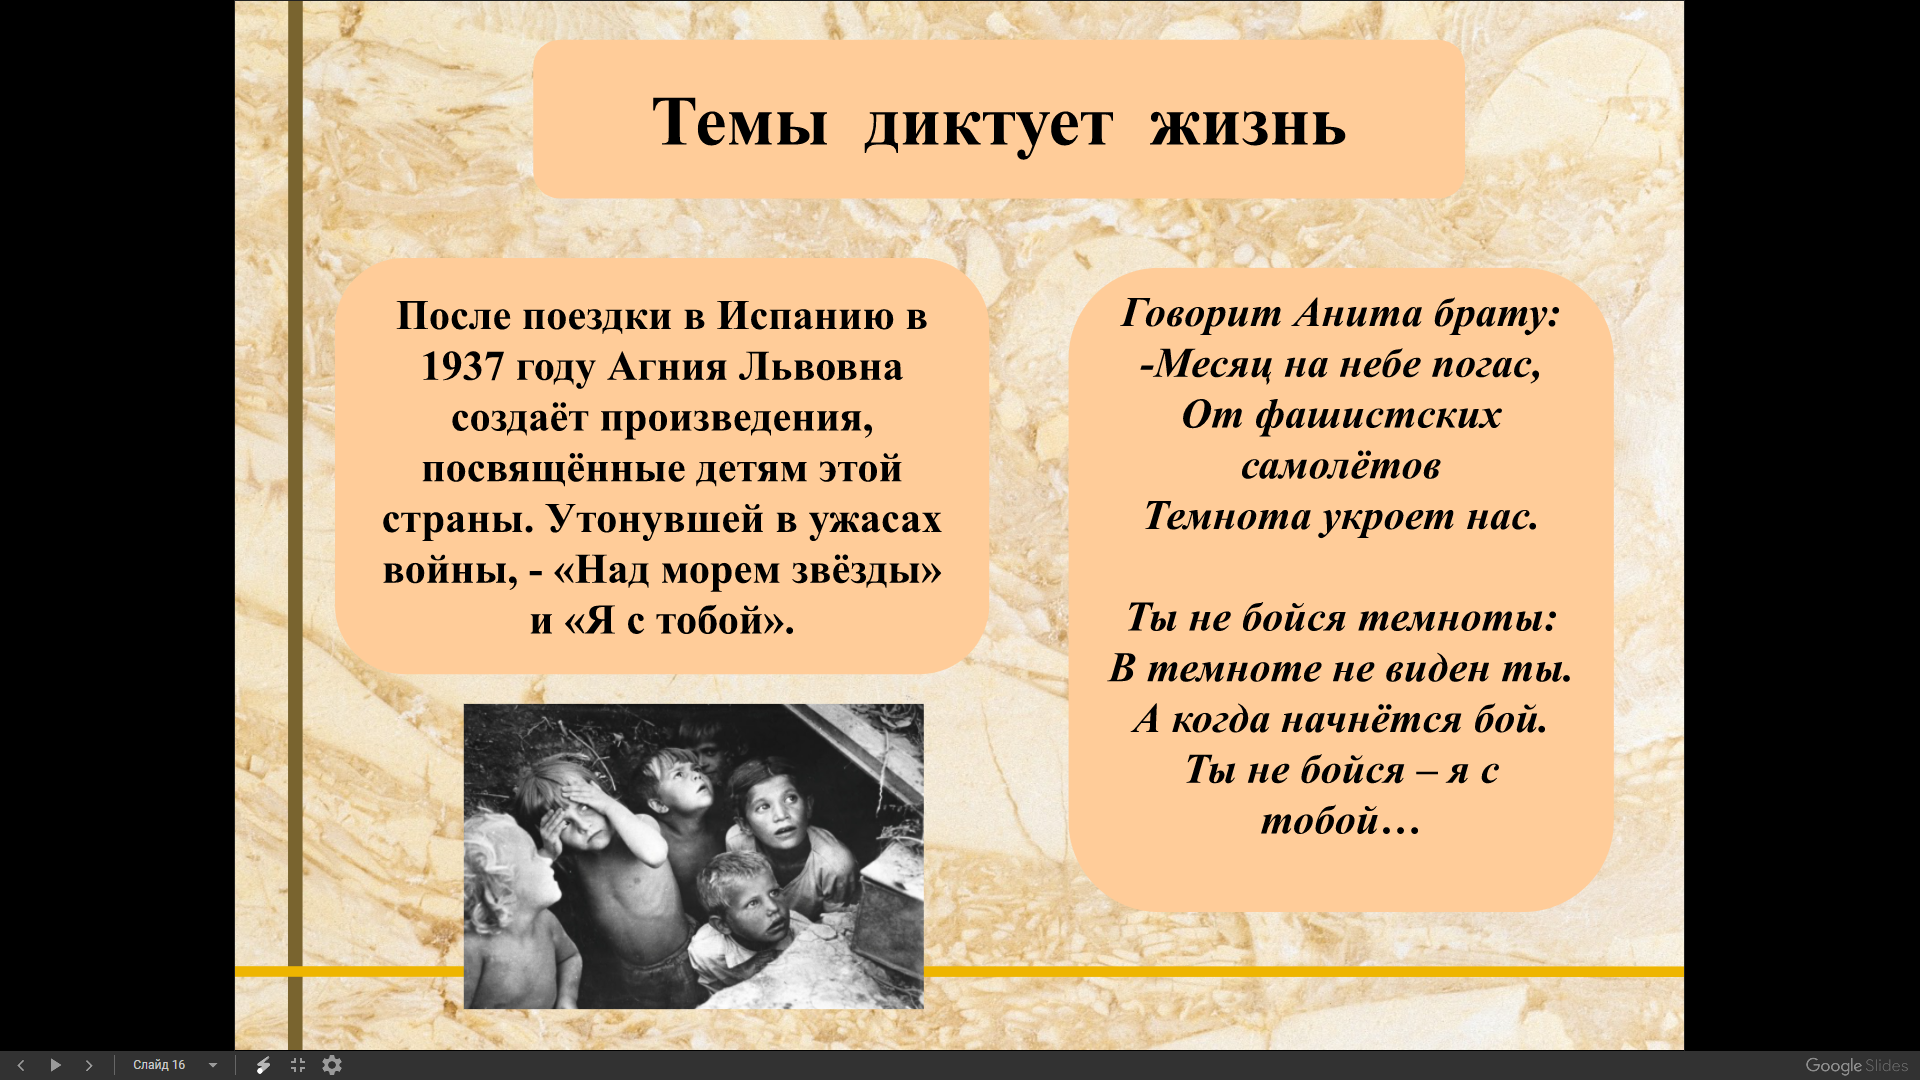 Темы диктует жизнь
После поездки в Испанию в
1937 году Агния Львовна
создаёт произведения,
посвящённые детям этой
страны. Утонувшей в ужасах
войны, - «Над морем звёзды»
и «Я с тобой».
Говорит Анита брату:
-Месяц на небе погас,
От фашистских
самолётов
Темнота укроет нас.
Ты не бойся темноты:
В темноте не виден ты.
А когда начнётся бой.
Ты не бойся – я с
тобой…
Слайд 16
Google Slides